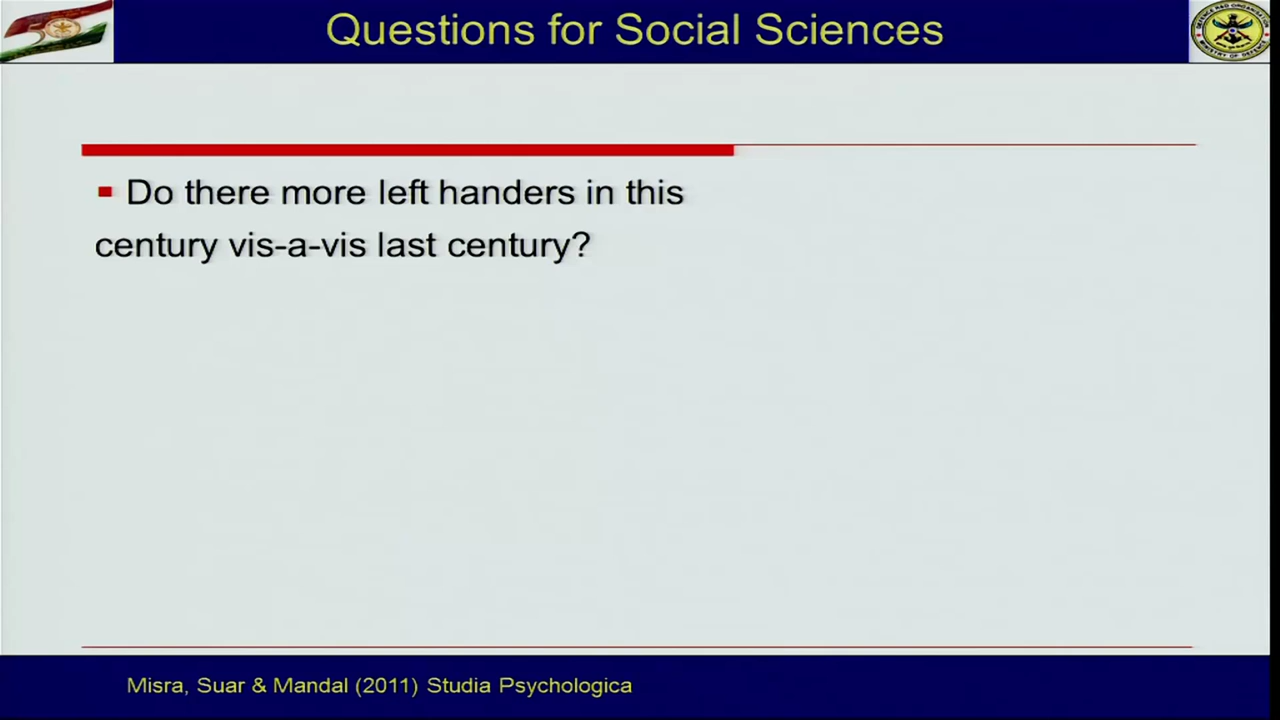 Questions for Social Sciences
Do there more left handers in this
century vis-a-vis last century?
Misra, Suar & Mandal (2011) Studia Psychologica